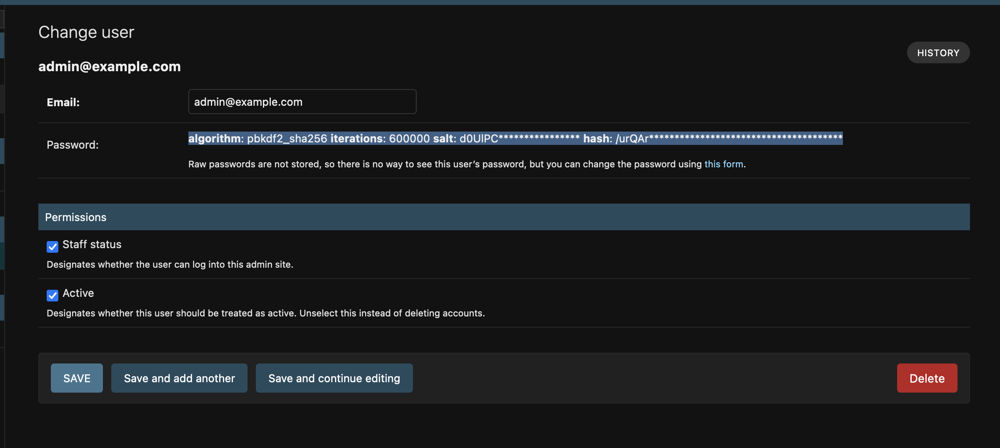 Change user
HISTORY
admin@example.com
Email:
admin@example.com
Password:
algorithm: pbkdf2_sha256 iterations: 600000 salt: d0UlPC**************** hash: /urQAr**************************************
Raw passwords are not stored, so there is no way to see this user’s password, but you can change the password using this form.
Permissions
Staff status
Designates whether the user can log into this admin site.
Active
Designates whether this user should be treated as active. Unselect this instead of deleting accounts.
SAVE
Save and add another
Save and continue editing
Delete